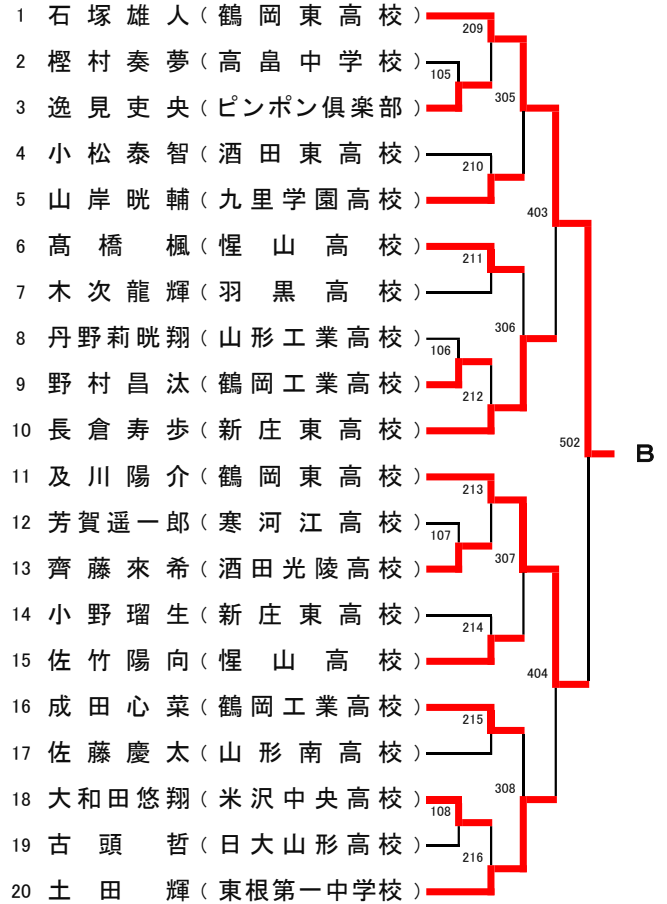 1 石塚雄人（鶴岡東高校）
2 樫村奏夢（高畠中学校）
3 逸見吏央（ピンポン俱楽部）
4 小松泰智（酒田東高校）
5 山岸晄輔（九里学園高校）
6 髙橋楓（惺山高校）
7 木次龍輝（羽黒高校）
8 丹野莉晄翔（山形工業高校）
9 野村昌汰（鶴岡工業高校）
10 長倉寿歩（新庄東高校）
11 及川陽介（鶴岡東高校）
12 芳賀遥一郎（寒河江高校）
13 齊藤來希（酒田光陵高校）
14 小野瑠生（新庄東高校）
15 佐竹陽向（惺山高校）
16 成田心菜（鶴岡工業高校）
17 佐藤慶太（山形南高校）
18 大和田悠翔（米沢中央高校）
19 古頭哲（日大山形高校）
20 土田輝（東根第一中学校）
105
106
107
108
209
210
211
212
213
214
215
216
305
306
307
308
403
404
502
B